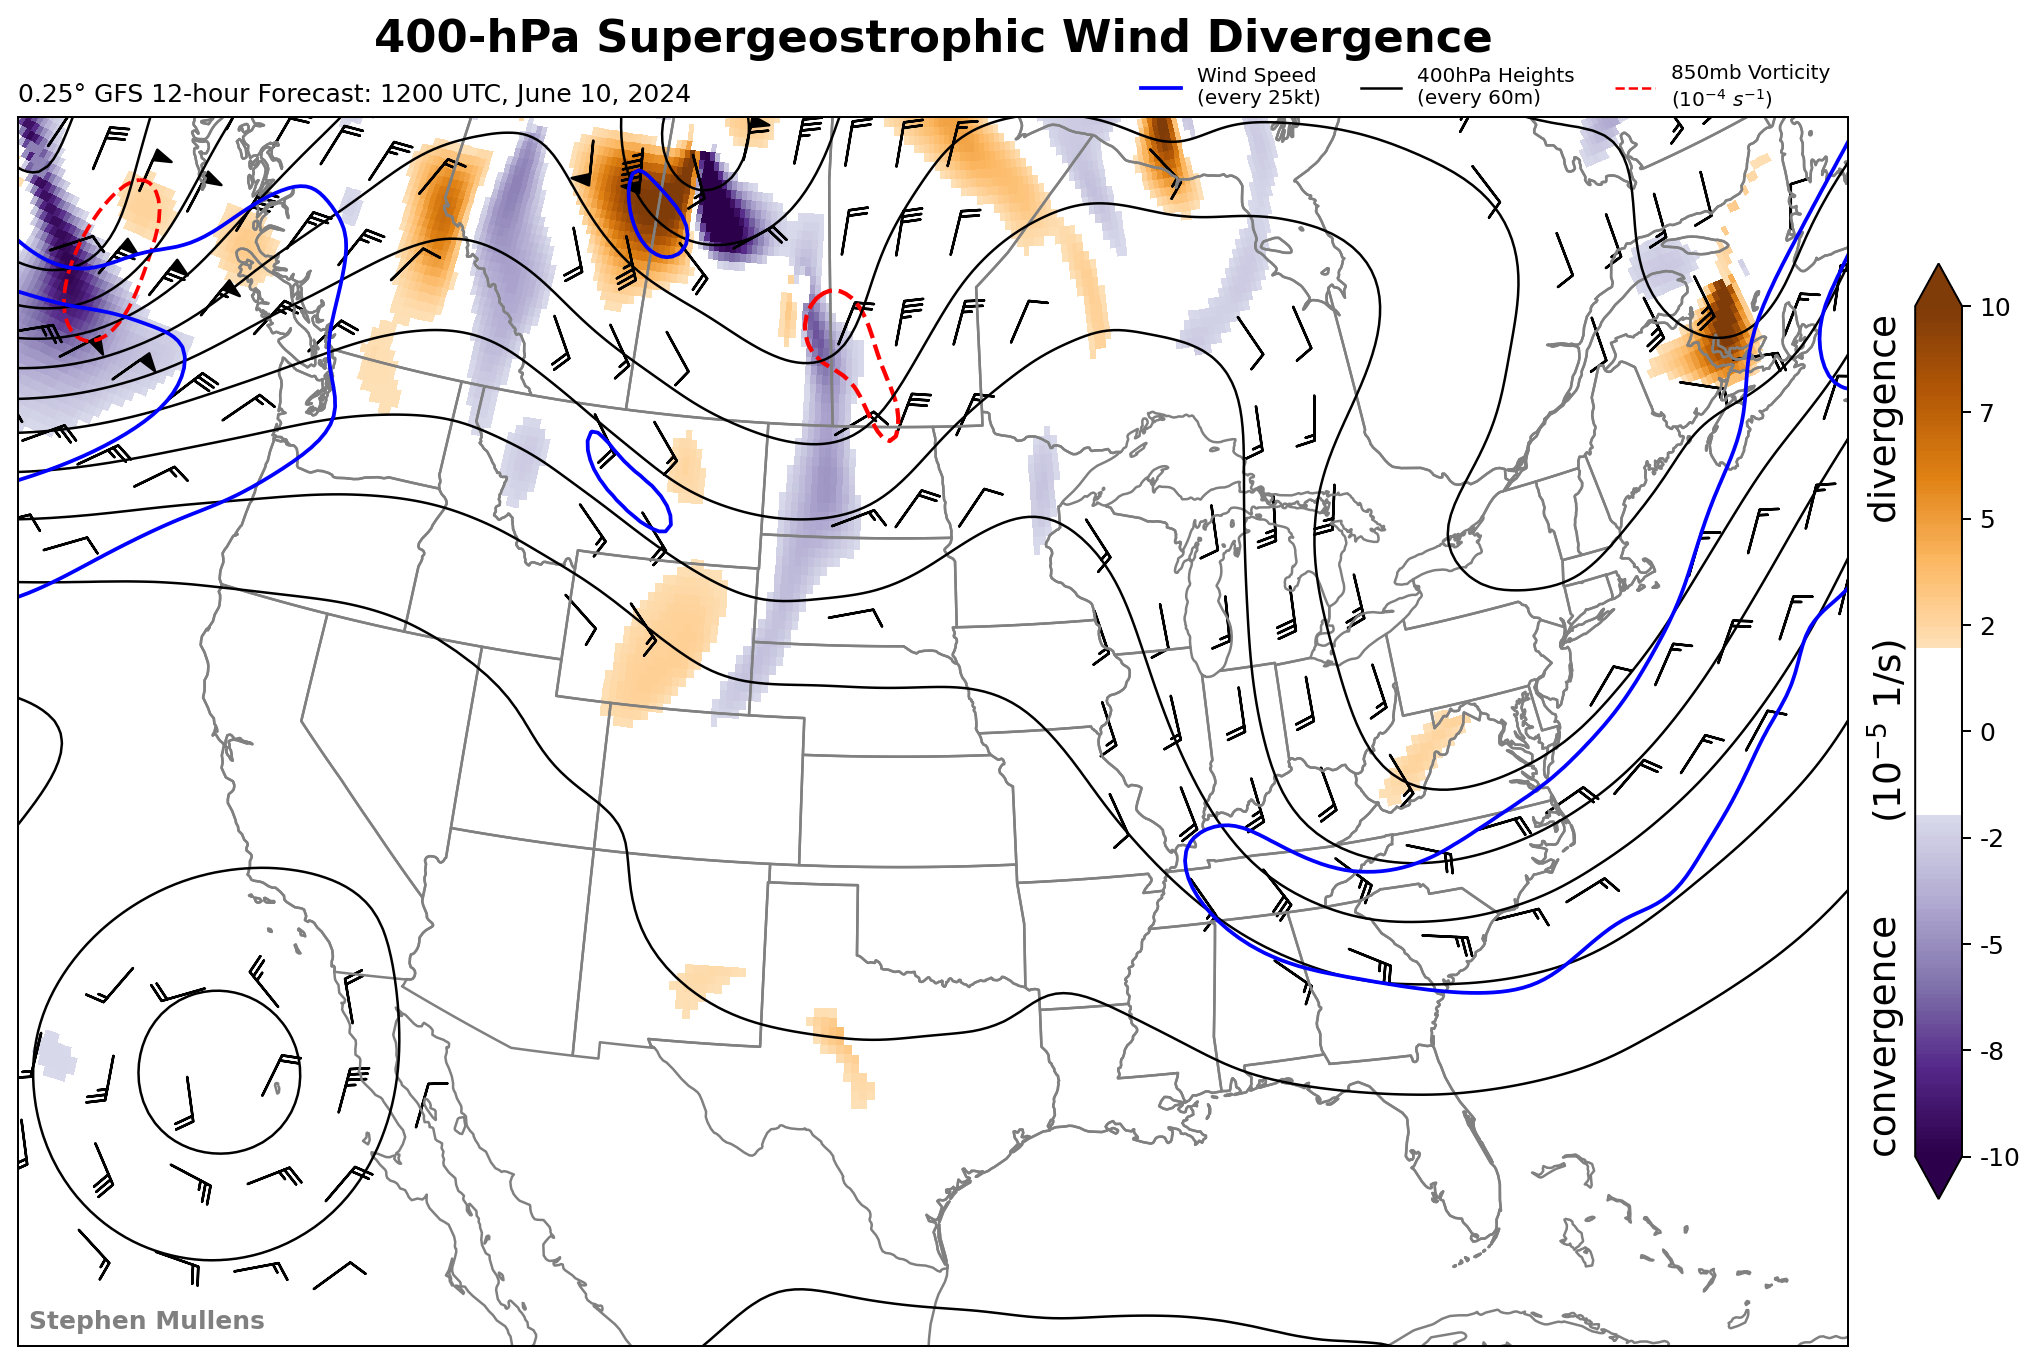 400-hPa Supergeostrophic Wind Divergence
0.25° GFS 12-hour Forecast: 1200 UTC, June 10, 2024
Wind Speed
(every 25kt)
400hPa Heights
(every 60m)
850mb Vorticity
(10⁻⁴ s⁻¹)
10
7
5
2
0
-2
-5
-8
-10
convergence (10⁻⁵ 1/s) divergence
Stephen Mullens